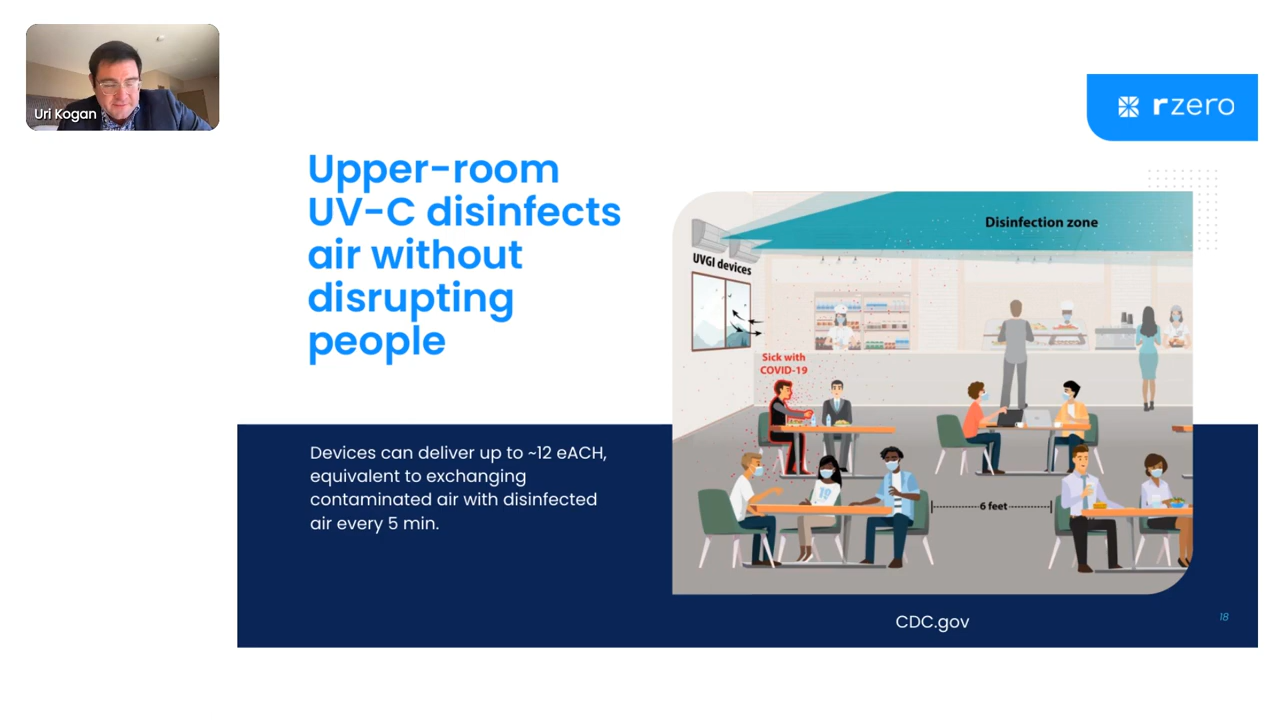 Uri Kogan
rzero
Upper-room
UV-C disinfects
air without
disrupting
people
Devices can deliver up to ~12 eACH,
equivalent to exchanging
contaminated air with disinfected
air every 5 min.
Disinfection zone
UVGI devices
Sick with
COVID-19
19
6 feet
CDC.gov
18